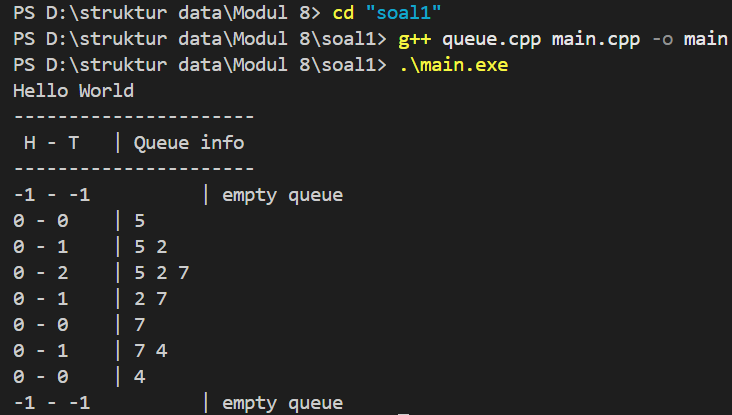 PS D:\struktur data\Modul 8> cd "soal1"
PS D:\struktur data\Modul 8\soal1> g++ queue.cpp main.cpp -o main
PS D:\struktur data\Modul 8\soal1> .\main.exe
Hello World
----------------------
 H - T   | Queue info
----------------------
-1 - -1          | empty queue
0 - 0    | 5
0 - 1    | 5 2
0 - 2    | 5 2 7
0 - 1    | 2 7
0 - 0    | 7
0 - 1    | 7 4
0 - 0    | 4
-1 - -1          | empty queue